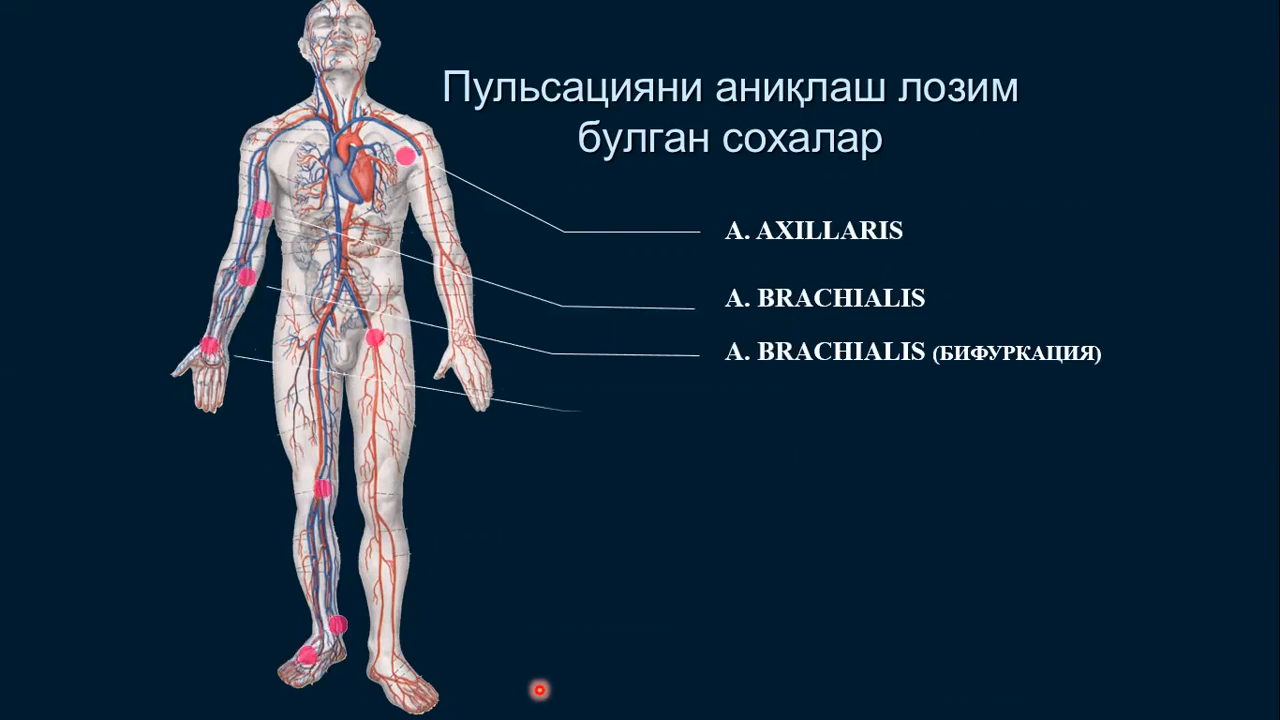 Пульсацияни аниқлаш лозим
булган сохалар
A. AXILLARIS
A. BRACHIALIS
A. BRACHIALIS (БИФУРКАЦИЯ)